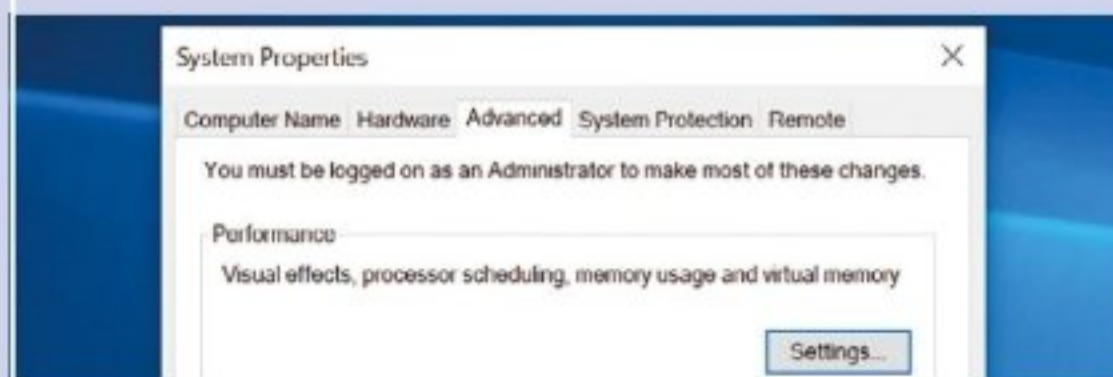 System Properties
Computer Name Hardware Advanced System Protection Remote
You must be logged on as an Administrator to make most of these changes.
Performance
Visual effects, processor scheduling, memory usage and virtual memory
Settings...